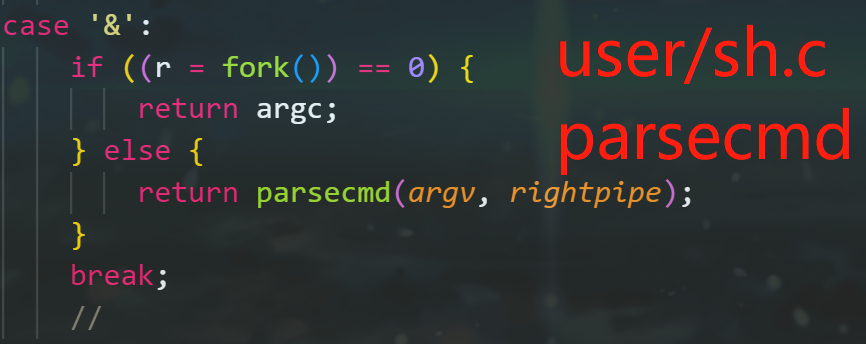 case '&':
if ((r = fork()) == 0) {
return argc;
} else {
return parsecmd(argv, rightpipe);
}
break;
//
user/sh.c
parsecmd